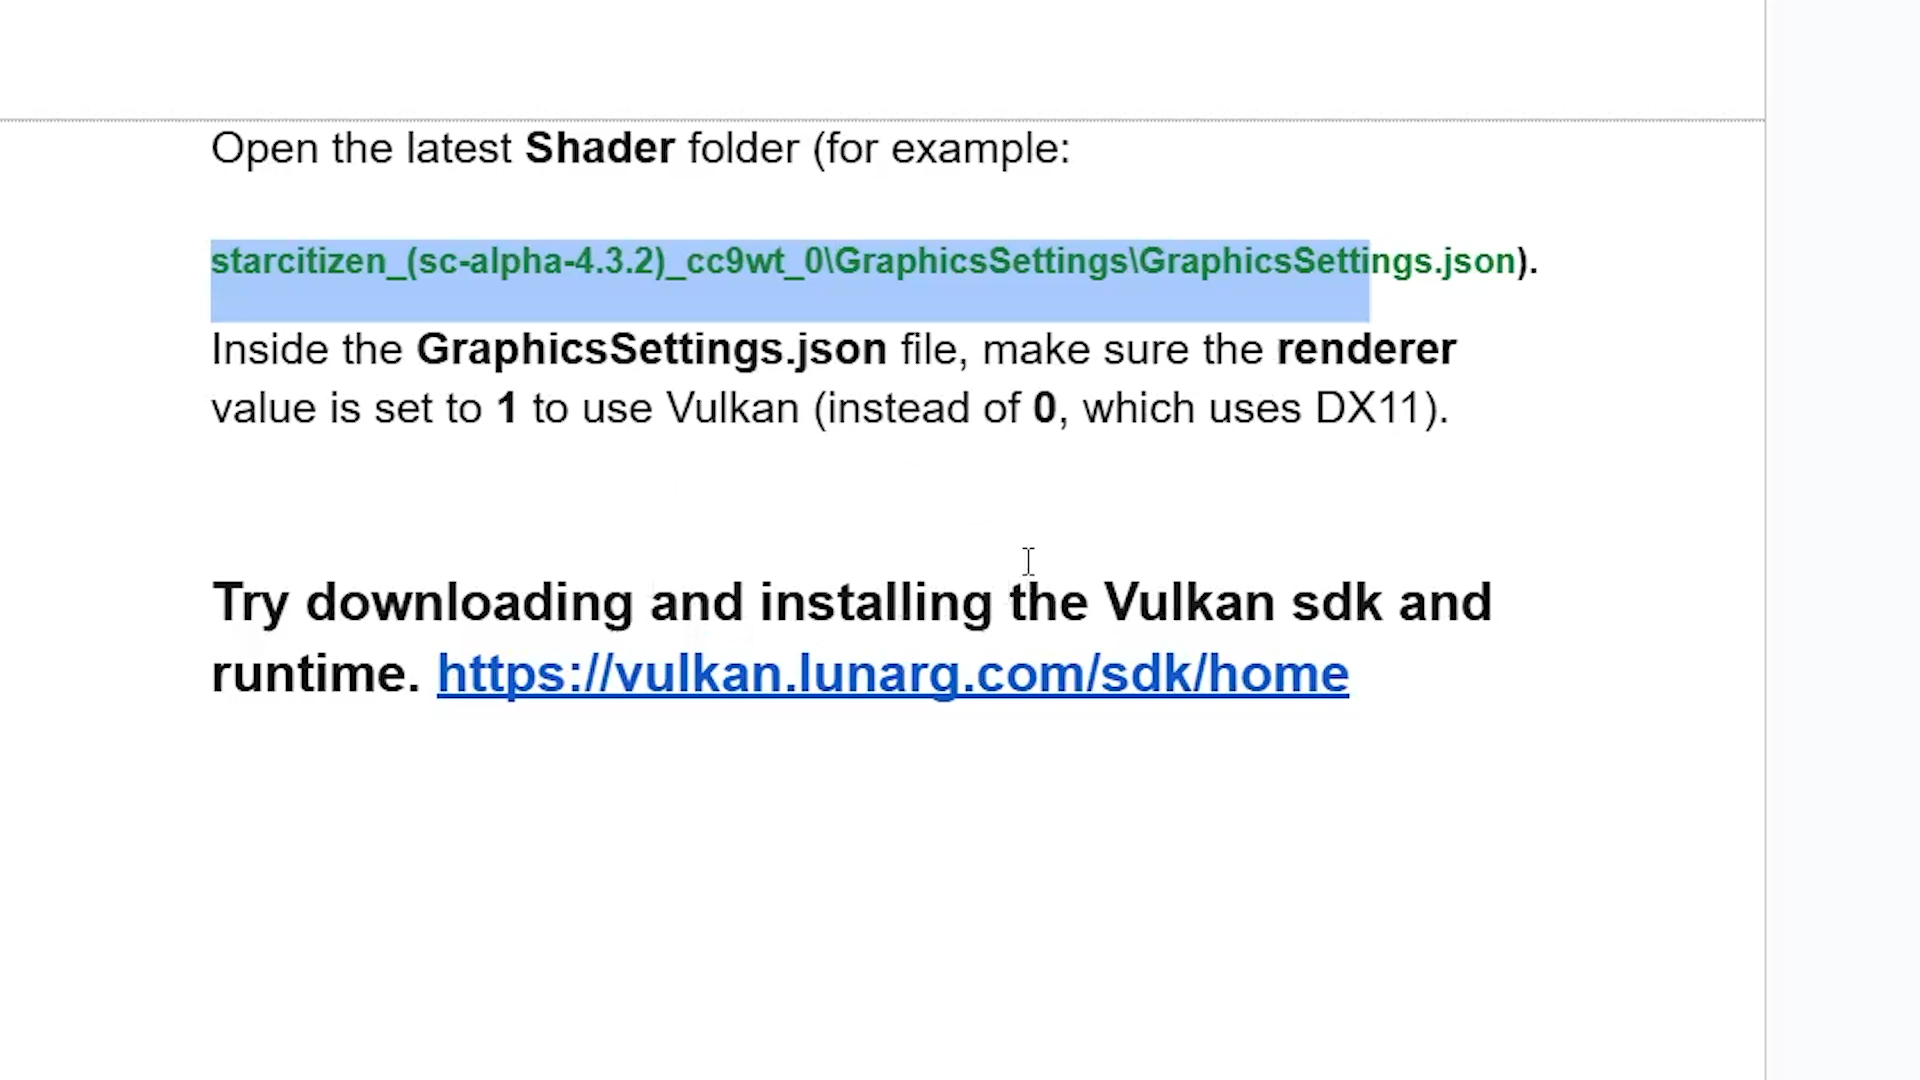 Open the latest Shader folder (for example:
starcitizen_(sc-alpha-4.3.2)_cc9wt_0\GraphicsSettings\GraphicsSettings.json).
Inside the GraphicsSettings.json file, make sure the renderer
value is set to 1 to use Vulkan (instead of 0, which uses DX11).
Try downloading and installing the Vulkan sdk and
runtime. https://vulkan.lunarg.com/sdk/home